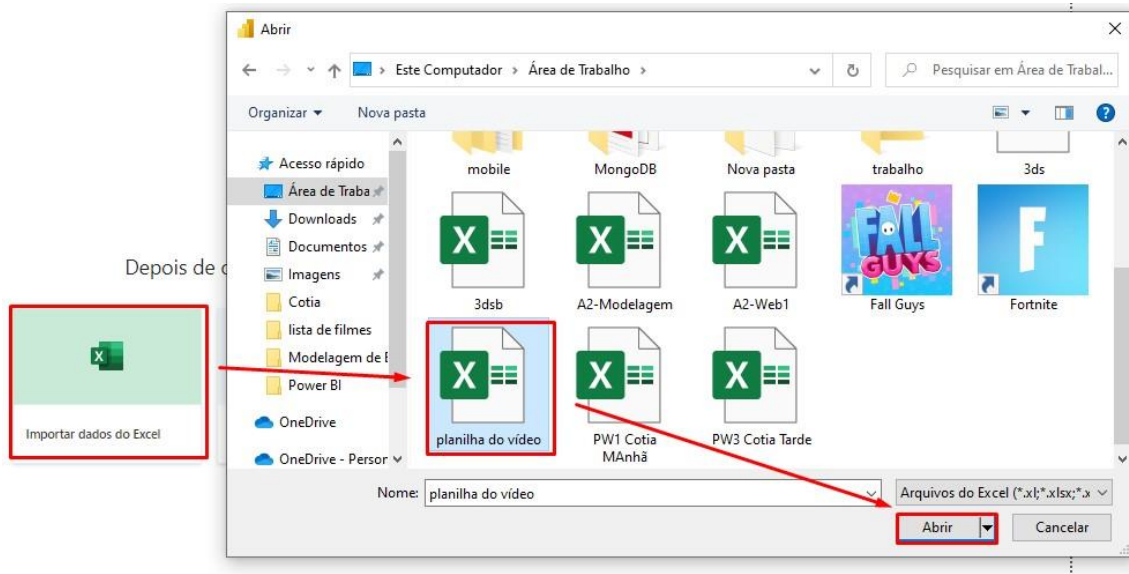 Abrir
Este Computador > Área de Trabalho >
Pesquisar em Área de Trabal...
Organizar
Nova pasta
Acesso rápido
Área de Traba
Downloads
Documentos
Imagens
Cotia
lista de filmes
Modelagem de
Power BI
OneDrive
OneDrive - Person
mobile
MongoDB
Nova pasta
trabalho
3ds
3dsb
A2-Modelagem
A2-Web1
FALL
GUYS
Fall Guys
F
Fortnite
planilha do vídeo
PW1 Cotia
MAnhã
PW3 Cotia Tarde
Depois de
Importar dados do Excel
Nome: planilha do vídeo
Arquivos do Excel (*.xl;*.xlsx;*.x
Abrir
Cancelar